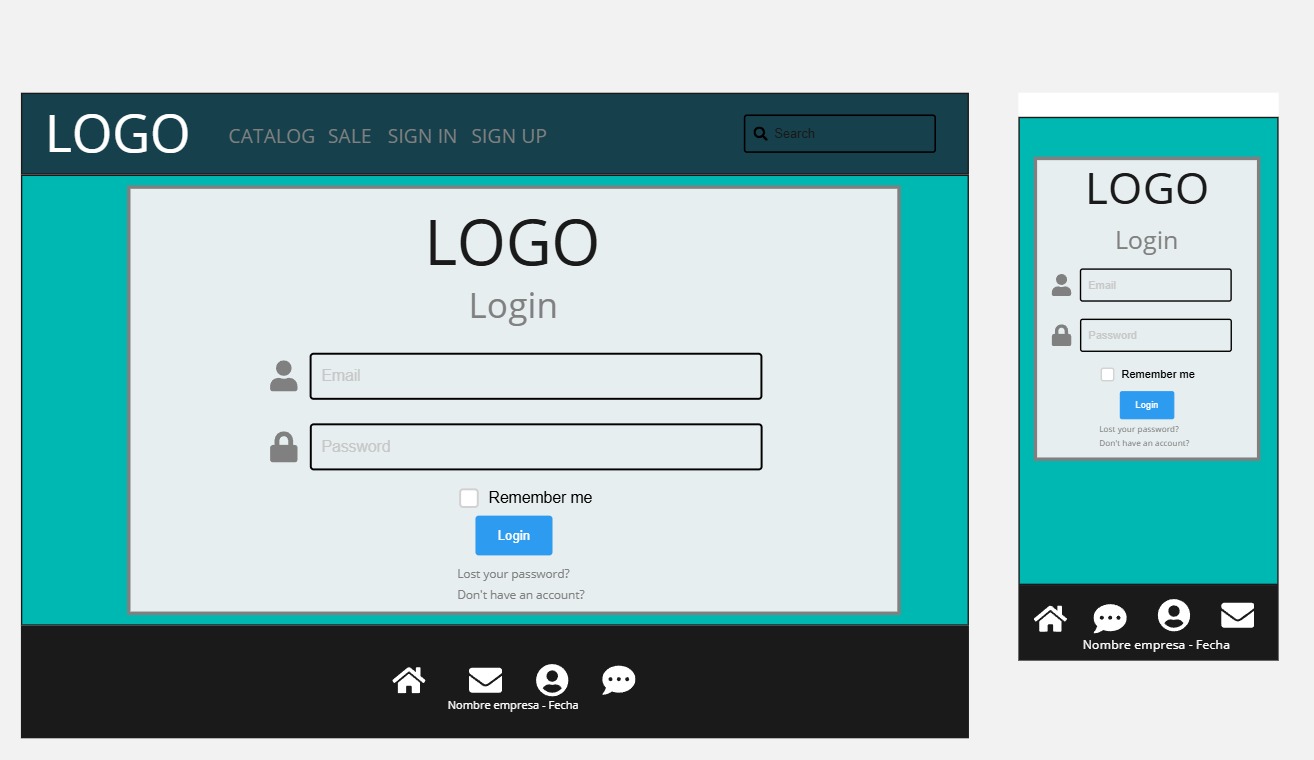 LOGO CATALOG SALE SIGN IN SIGN UP Search
LOGO
Login
Email
Password
Remember me
Login
Lost your password?
Don't have an account?
Nombre empresa - Fecha
LOGO
Login
Email
Password
Remember me
Login
Lost your password?
Don't have an account?
Nombre empresa - Fecha